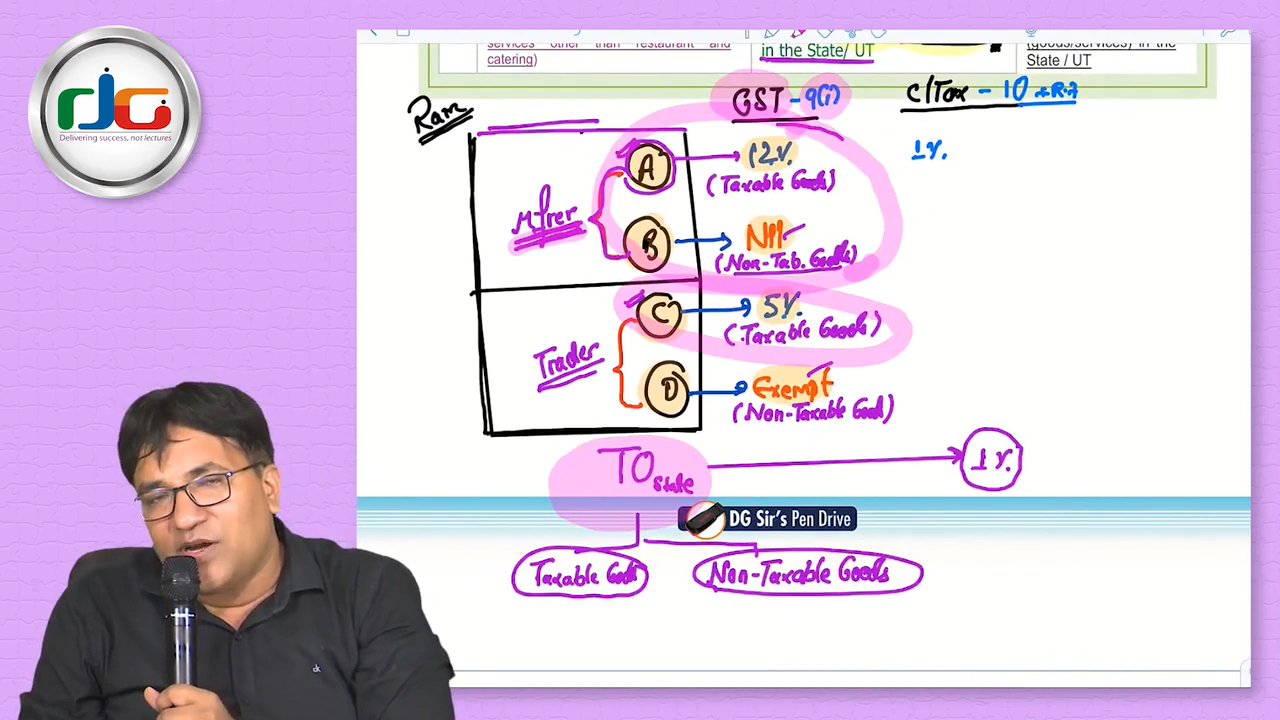 Delivering success, not lectures
services other than restaurant and
catering)
in the State/ UT
(goods/services) in the
State / UT
Ram
GST - 9(1)
C/Tax - 10
A
12%
(Taxable Goods)
1%
Mfrer
B
Nil
(Non-Tab. Goods)
C
5%
(Taxable Goods)
Trader
D
Exempt
(Non-Taxable Goods)
TO State
1%
DG Sir's Pen Drive
Taxable Goods
Non-Taxable Goods